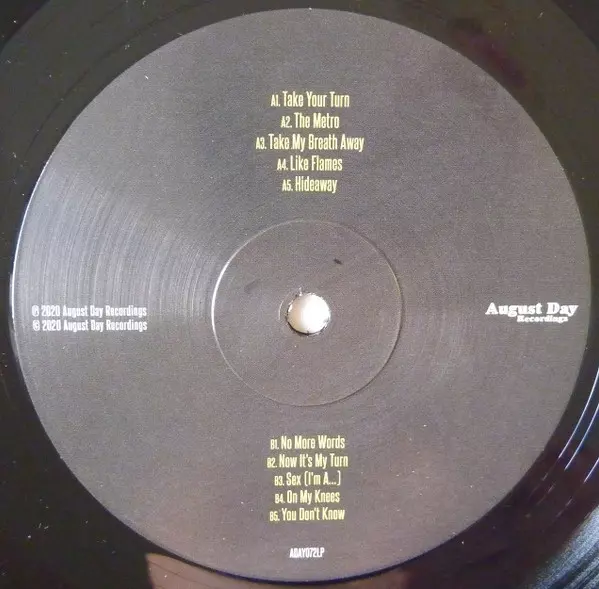 A1. Take Your Turn
A2. The Metro
A3. Take My Breath Away
A4. Like Flames
A5. Hideaway
℗ 2020 August Day Recordings
© 2020 August Day Recordings
August Day
Recordings
B1. No More Words
B2. Now It's My Turn
B3. Sex (I'm A...)
B4. On My Knees
B5. You Don't Know
ADAY072LP